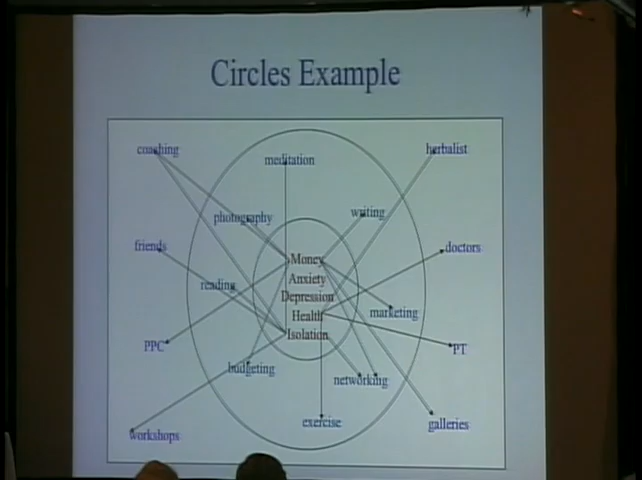 Circles Example
coaching
meditation
herbalist
photography
writing
friends
doctors
Money
Anxiety
reading
Depression
marketing
Health
Isolation
PPC
PT
budgeting
networking
exercise
galleries
workshops